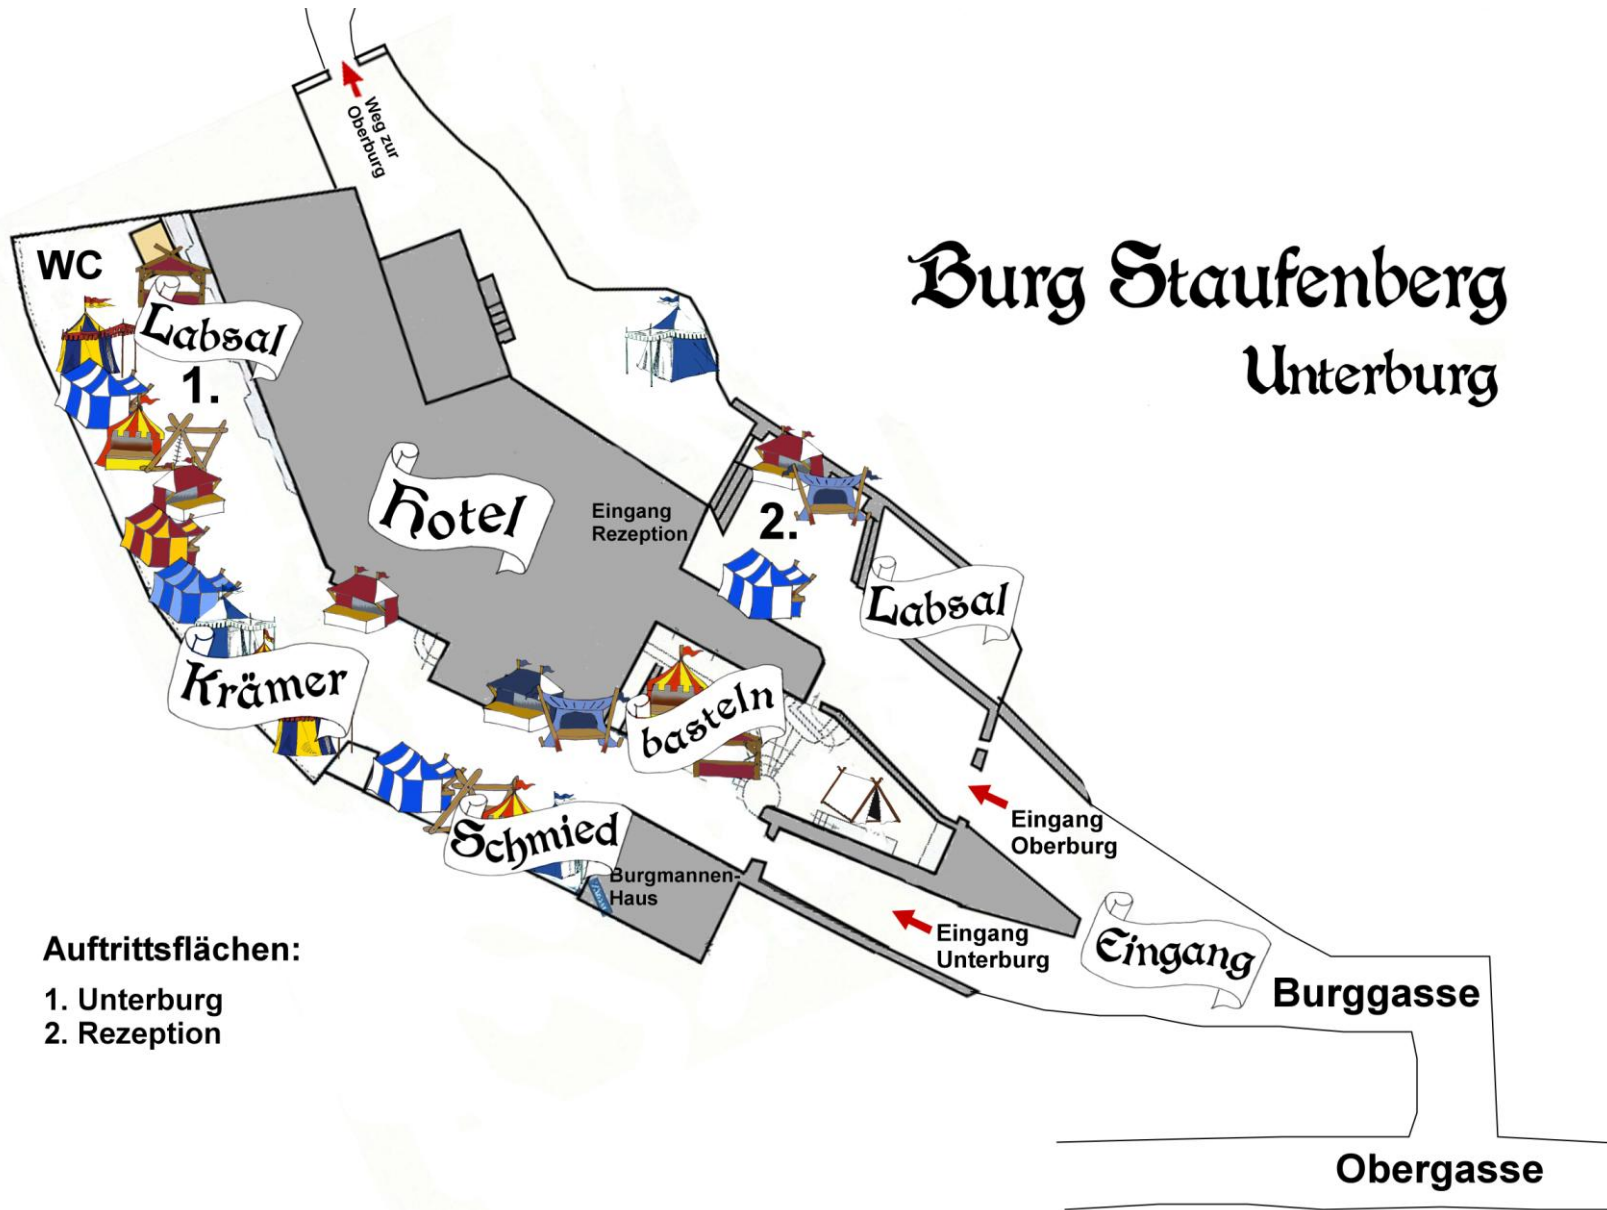 Weg zur
Oberburg
Burg Staufenberg
Unterburg
WC
Labsal
1.
Hotel
Eingang
Rezeption
2.
Labsal
Krämer
basteln
Schmied
Burgmannen-
Haus
Eingang
Oberburg
Eingang
Unterburg
Eingang
Burggasse
Obergasse
Auftrittsflächen:
1. Unterburg
2. Rezeption